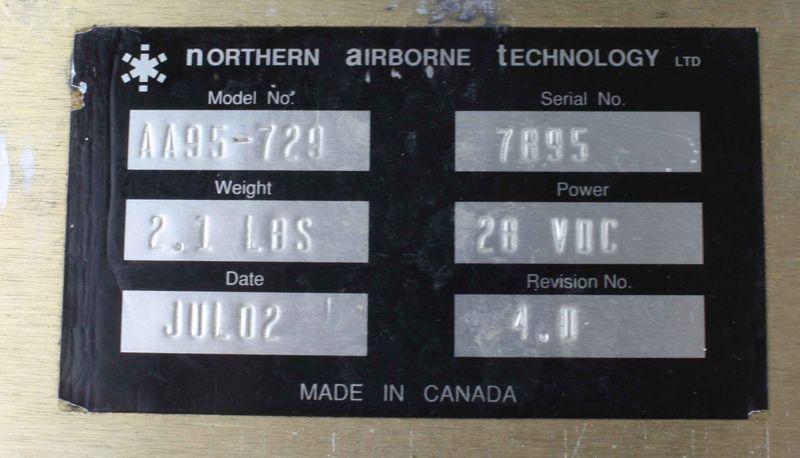 nORTHERN aIRBORNE tECHNOLOGY LTD
Model No. Serial No.
AA95-729 7895
Weight Power
2.1 LBS 28 VDC
Date Revision No.
JUL02 4.0
MADE IN CANADA